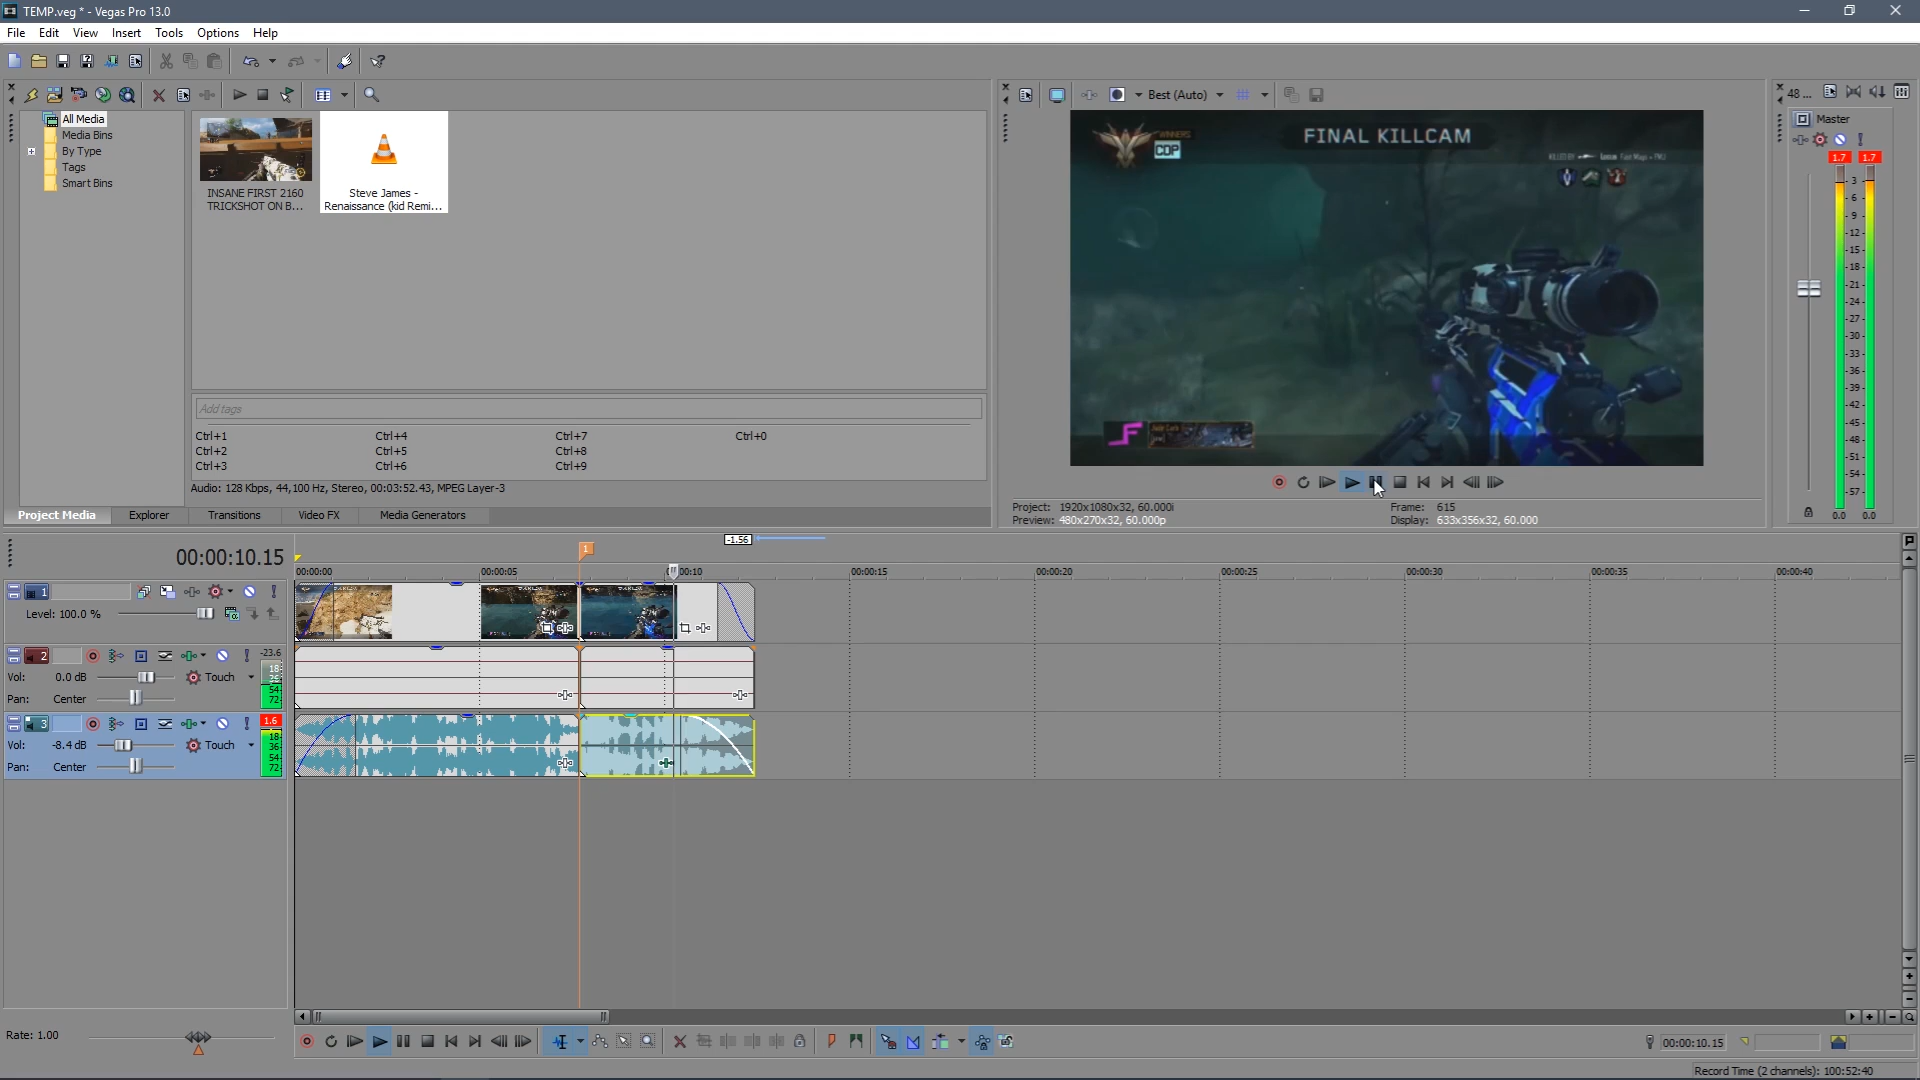 TEMP.veg * - Vegas Pro 13.0
File Edit View Insert Tools Options Help
All Media
Media Bins
By Type
Tags
Smart Bins
INSANE FIRST 2160
TRICKSHOT ON B...
Steve James -
Renaissance (kid Remi...
Add tags
Ctrl+1 Ctrl+4 Ctrl+7 Ctrl+0
Ctrl+2 Ctrl+5 Ctrl+8
Ctrl+3 Ctrl+6 Ctrl+9
Audio: 128 Kbps, 44,100 Hz, Stereo, 00:03:52.43, MPEG Layer-3
Project Media Explorer Transitions Video FX Media Generators
Best (Auto)
WINNERS
CDP
FINAL KILLCAM
KILLED BY
Project: 1920x1080x32, 60.000i
Preview: 480x270x32, 60.000p
Frame: 615
Display: 633x356x32, 60.000
48 ...
Master
1.7 1.7
- 3 -
- 6 -
- 9 -
-12-
-15-
-18-
-21-
-24-
-27-
-30-
-33-
-36-
-39-
-42-
-45-
-48-
-51-
-54-
-57-
0.0 0.0
00:00:10.15
1
-1.56
00:00:00 00:00:05 00:10 00:00:15 00:00:20 00:00:25 00:00:30 00:00:35 00:00:40
1
Level: 100.0 %
2
-23.6
Vol: 0.0 dB Touch
Pan: Center
18
36
54
72
3
1.6
Vol: -8.4 dB Touch
Pan: Center
18
36
54
72
Rate: 1.00
00:00:10.15
Record Time (2 channels): 100:52:40